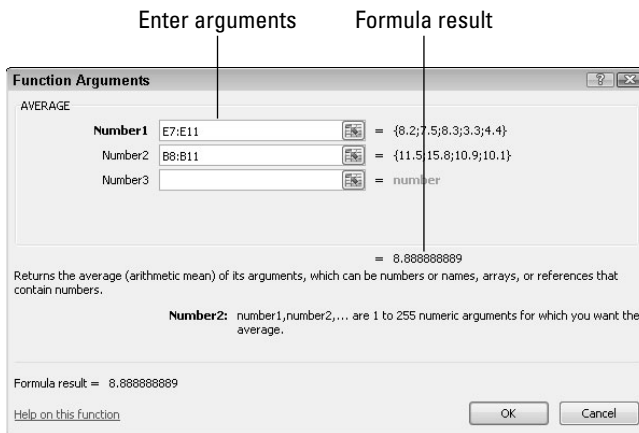 Enter arguments Formula result
Function Arguments
AVERAGE
Number1 E7:E11 = {8.2;7.5;8.3;3.3;4.4}
Number2 B8:B11 = {11.5;15.8;10.9;10.1}
Number3 = number
= 8.888888889
Returns the average (arithmetic mean) of its arguments, which can be numbers or names, arrays, or references that
contain numbers.
Number2: number1,number2,... are 1 to 255 numeric arguments for which you want the
average.
Formula result = 8.888888889
Help on this function OK Cancel